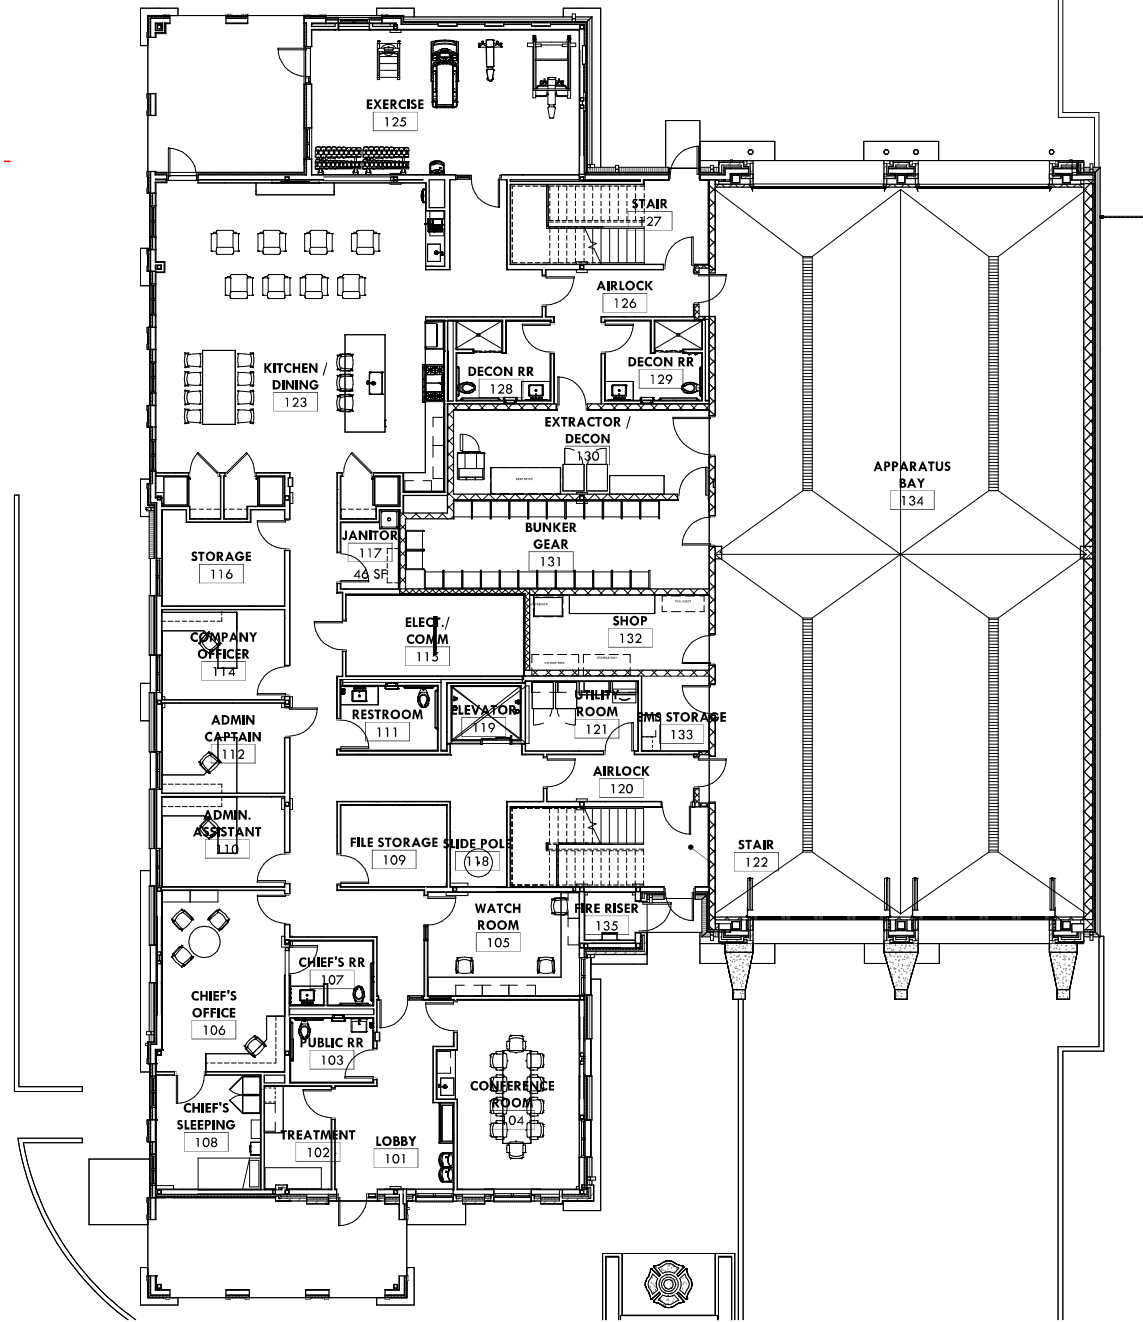 EXERCISE
125
STAIR
127
AIRLOCK
126
DECON RR
128
DECON RR
129
KITCHEN /
DINING
123
EXTRACTOR /
DECON
130
APPARATUS
BAY
134
BUNKER
GEAR
131
JANITOR
117
46 SF
STORAGE
116
COMPANY
OFFICER
114
ELECT./
COMM
115
SHOP
132
RESTROOM
111
ELEVATOR
119
UTILITY
ROOM
121
EMS STORAGE
133
ADMIN
CAPTAIN
112
AIRLOCK
120
ADMIN.
ASSISTANT
110
FILE STORAGE
109
SLIDE POLE
118
STAIR
122
WATCH
ROOM
105
FIRE RISER
135
CHIEF'S RR
107
CHIEF'S
OFFICE
106
PUBLIC RR
103
CONFERENCE
ROOM
104
CHIEF'S
SLEEPING
108
TREATMENT
102
LOBBY
101